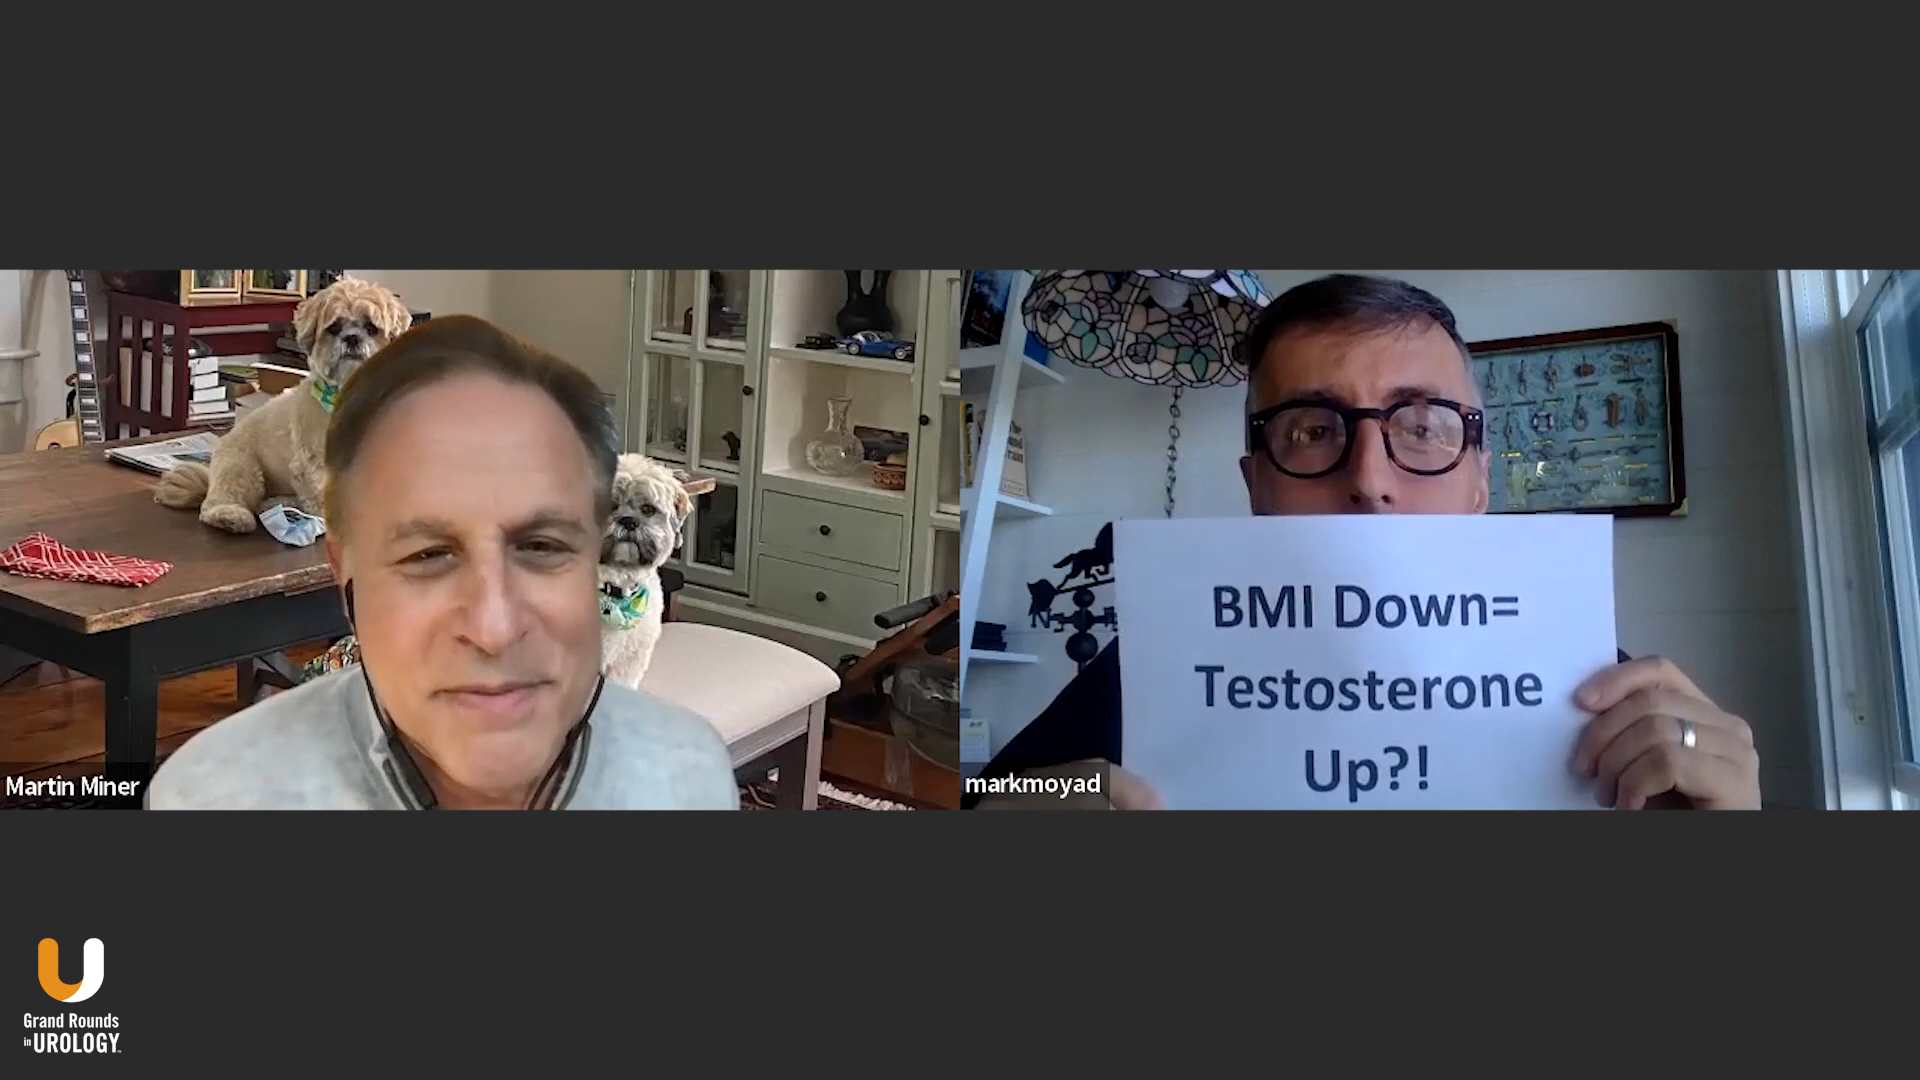 BMI Down=
Testosterone
Up?!
Martin Miner
markmoyad
Grand Rounds
in UROLOGY